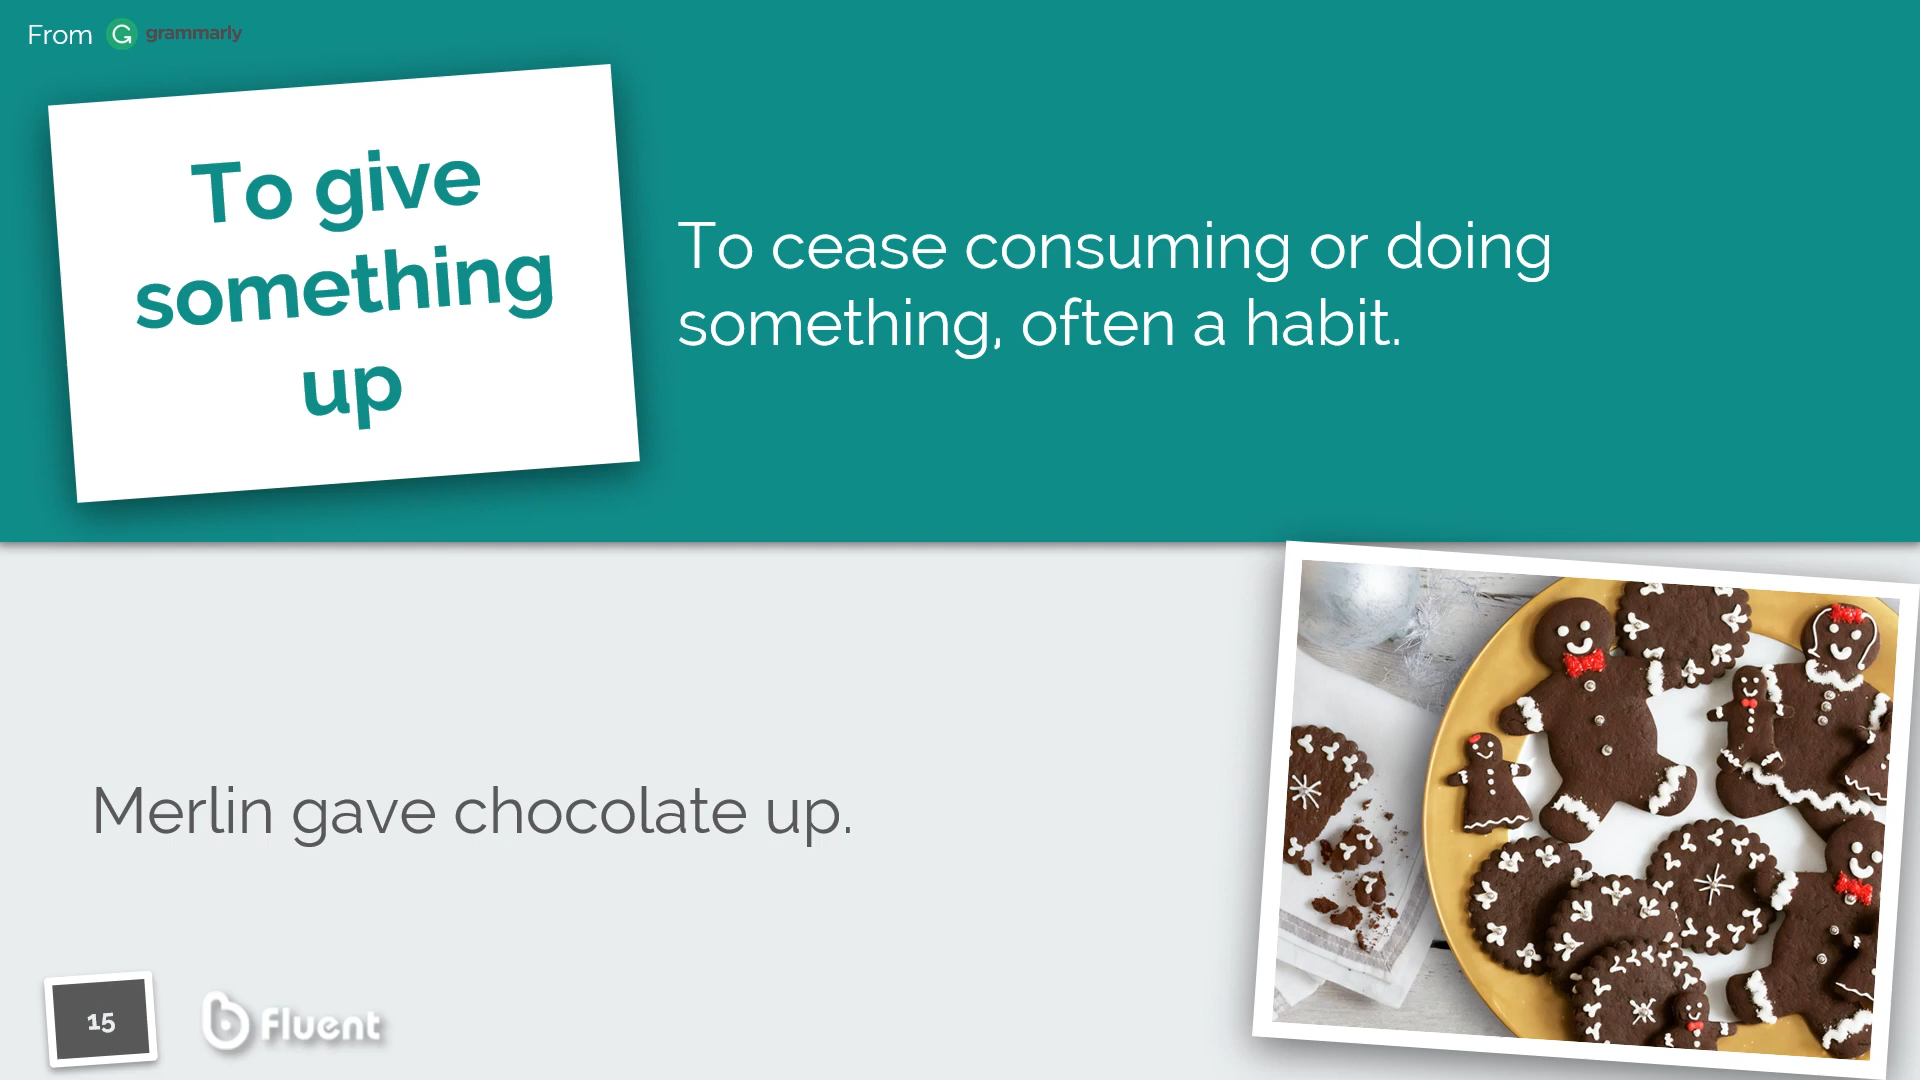 From grammarly
To give
something
up
To cease consuming or doing
something, often a habit.
Merlin gave chocolate up.
15
b Fluent